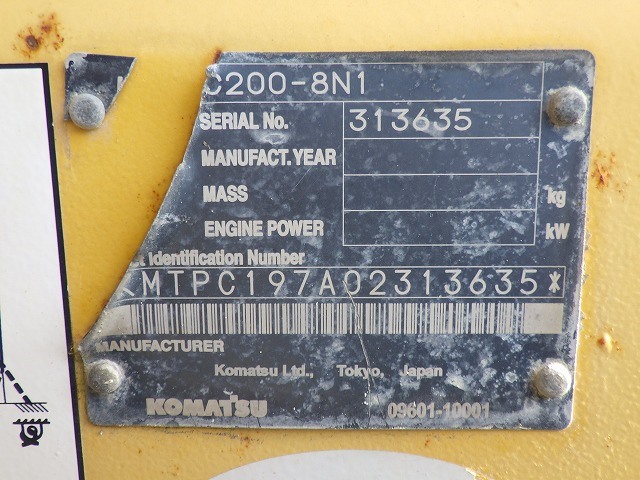 C200-8N1
SERIAL No. 313635
MANUFACT. YEAR
MASS kg
ENGINE POWER kW
t Identification Number
MTPC197A02313635*
MANUFACTURER
Komatsu Ltd., Tokyo, Japan
KOMATSU 09601-10001